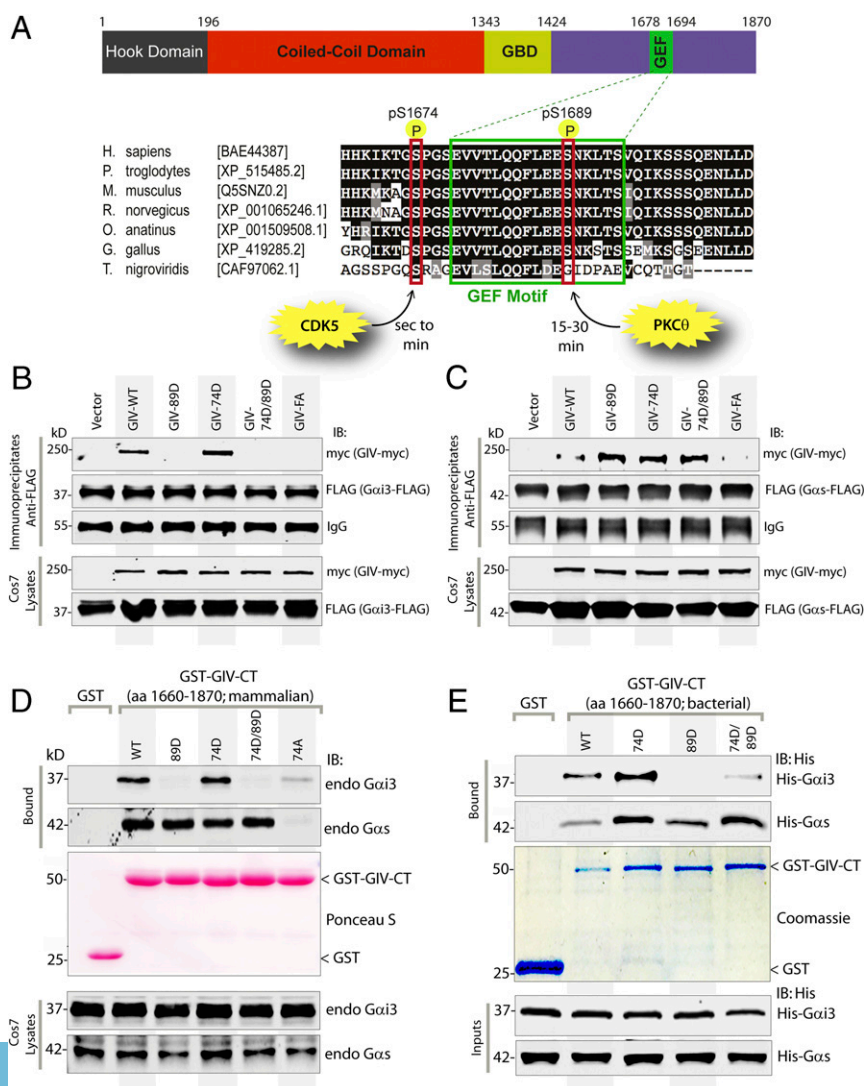 A
1 196 1343 1424 1678 1694 1870
Hook Domain Coiled-Coil Domain GBD GEF
pS1674 pS1689
P P
H. sapiens [BAE44387] HHKIKTGSPGSEVVTLQQFLEESNKLTSVQIKSSSQENLLD
P. troglodytes [XP_515485.2] HHKIKTGSPGSEVVTLQQFLEESNKLTSVQIKSSSQENLLD
M. musculus [Q5SNZ0.2] HHKMKAGSPGSEVVTLQQFLEESNKLTSIQIKSSSQENLLD
R. norvegicus [XP_001065246.1] HHKMNAGSPGSEVVTLQQFLEESNKLTSIQIKSSSQENLLD
O. anatinus [XP_001509508.1] YHRIKTGSPGSEVVTLQQFLEESNKLTSVQIKSSSQENLLD
G. gallus [XP_419285.2] GRQIKTDSPGSEVVTLQQFLEESNKSTSSEMKSGSEENLLD
T. nigroviridis [CAF97062.1] AGSSPGQSRAGEVLSLQQFLDEGIDPAEVCQTTGT------
GEF Motif
CDK5 sec to min 15-30 min PKCθ
B
Vector GIV-WT GIV-89D GIV-74D GIV-74D/89D GIV-FA
kD IB:
Immunoprecipitates Anti-FLAG
250 myc (GIV-myc)
37 FLAG (Gαi3-FLAG)
55 IgG
Cos7 Lysates
250 myc (GIV-myc)
37 FLAG (Gαi3-FLAG)
C
Vector GIV-WT GIV-89D GIV-74D GIV-74D/89D GIV-FA
kD IB:
Immunoprecipitates Anti-FLAG
250 myc (GIV-myc)
42 FLAG (Gαs-FLAG)
55 IgG
Cos7 Lysates
250 myc (GIV-myc)
42 FLAG (Gαs-FLAG)
D
GST-GIV-CT
GST (aa 1660-1870; mammalian)
kD WT 89D 74D 74D/89D 74A IB:
Bound
37 endo Gαi3
42 endo Gαs
50 < GST-GIV-CT
Ponceau S
25 < GST
Cos7 Lysates
37 endo Gαi3
42 endo Gαs
E
GST-GIV-CT
GST (aa 1660-1870; bacterial)
WT 74D 89D 74D/89D
IB: His
Bound
37 His-Gαi3
42 His-Gαs
50 < GST-GIV-CT
Coomassie
25 < GST
IB: His
Inputs
37 His-Gαi3
42 His-Gαs